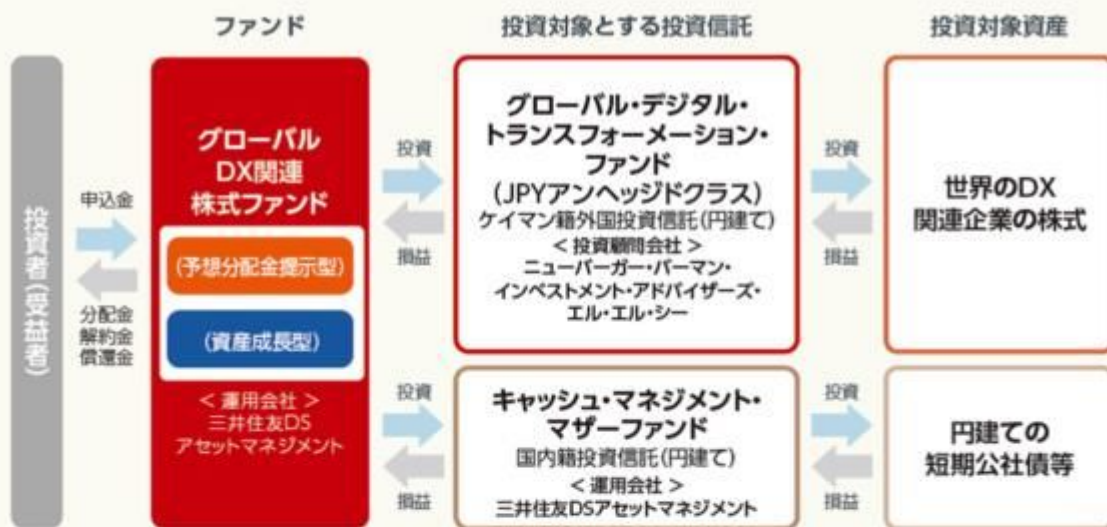 ファンド
投資対象とする投資信託
投資対象資産
投資者(受益者)
申込金
分配金
解約金
償還金
グローバル
DX関連
株式ファンド
(予想分配金提示型)
(資産成長型)
＜運用会社＞
三井住友DS
アセットマネジメント
投資
損益
グローバル・デジタル・
トランスフォーメーション・
ファンド
(JPYアンヘッジドクラス)
ケイマン籍外国投資信託(円建て)
＜投資顧問会社＞
ニューバーガー・バーマン・
インベストメント・アドバイザーズ・
エル・エル・シー
投資
損益
世界のDX
関連企業の株式
投資
損益
キャッシュ・マネジメント・
マザーファンド
国内籍投資信託(円建て)
＜運用会社＞
三井住友DSアセットマネジメント
投資
損益
円建ての
短期公社債等